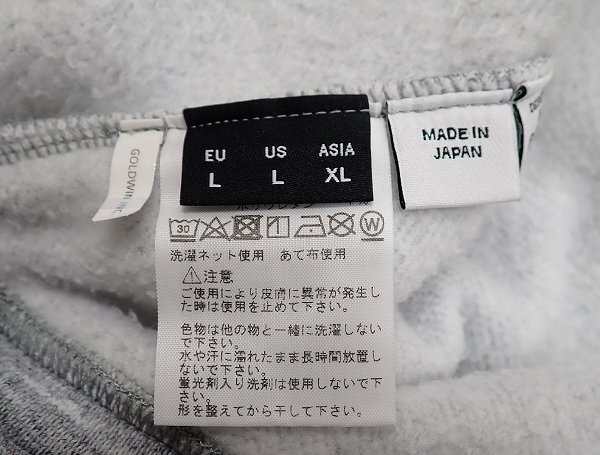 GOLDWIN INC.
EU US ASIA
L L XL
MADE IN
JAPAN
30 W
洗濯ネット使用 あて布使用
注意
ご使用により皮膚に異常が発生し
た時は使用を止めて下さい。
色物は他の物と一緒に洗濯しない
で下さい。
水や汗に濡れたまま長時間放置し
ないで下さい。
蛍光剤入り洗剤は使用しないで下
さい。
形を整えてから干して下さい。